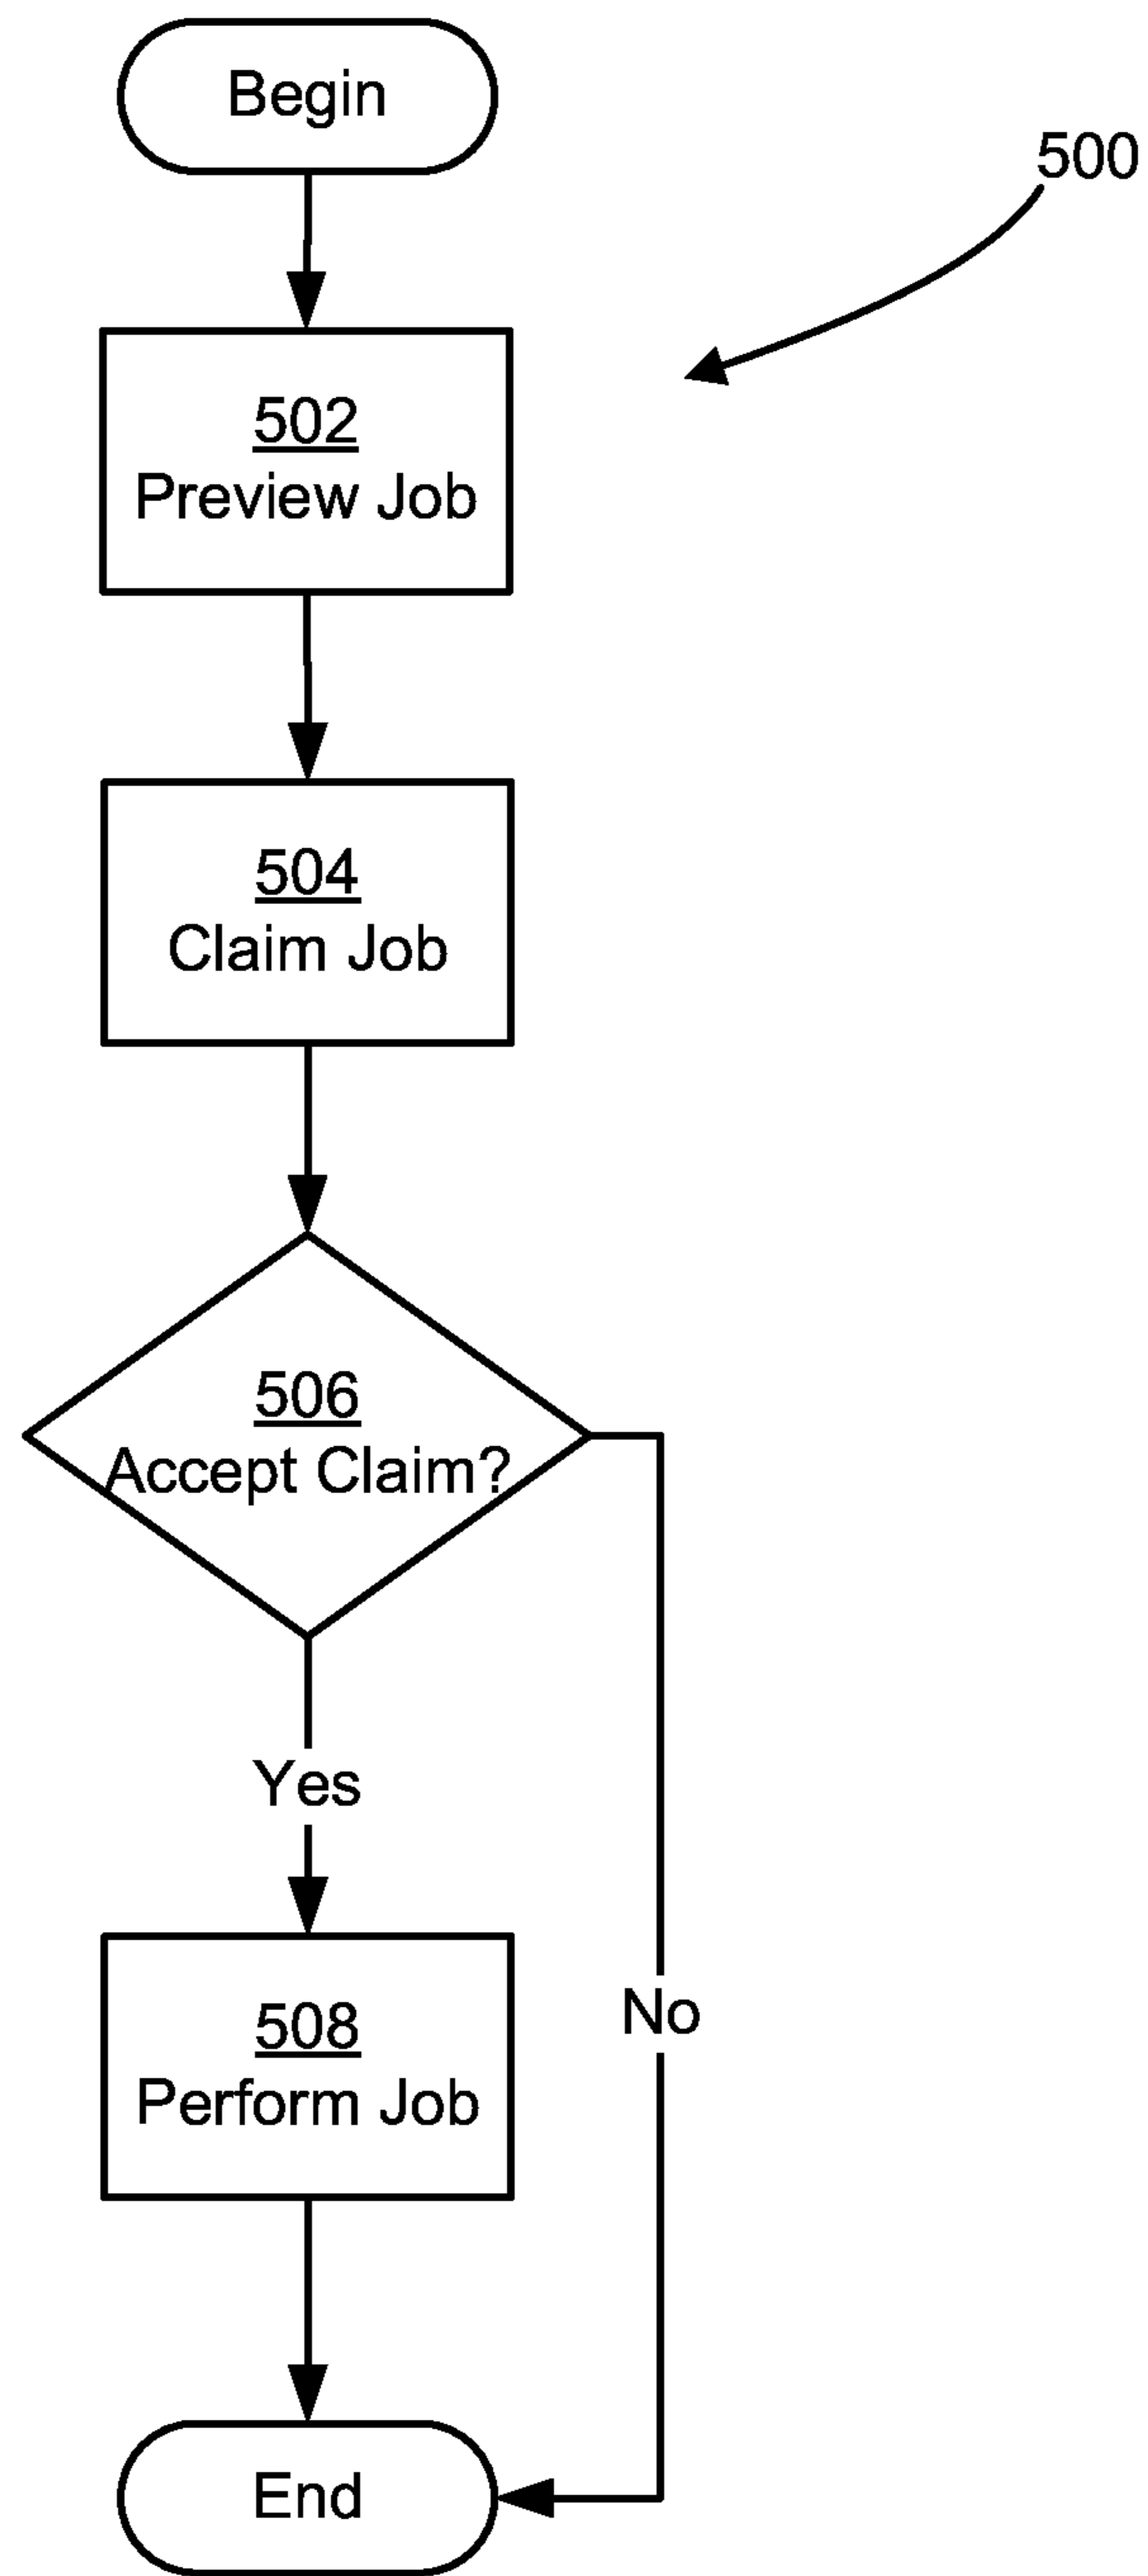 Begin
500
502
Preview Job
504
Claim Job
506
Accept Claim?
Yes
508
Perform Job
No
End